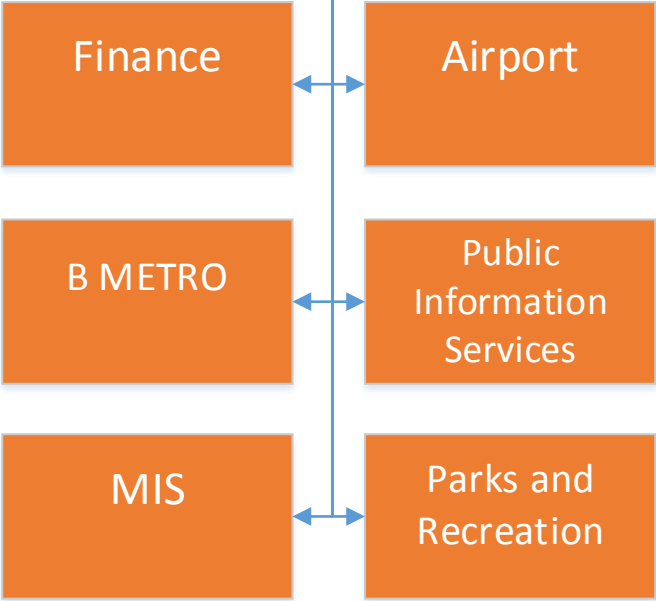 Finance
Airport
B METRO
Public
Information
Services
MIS
Parks and
Recreation